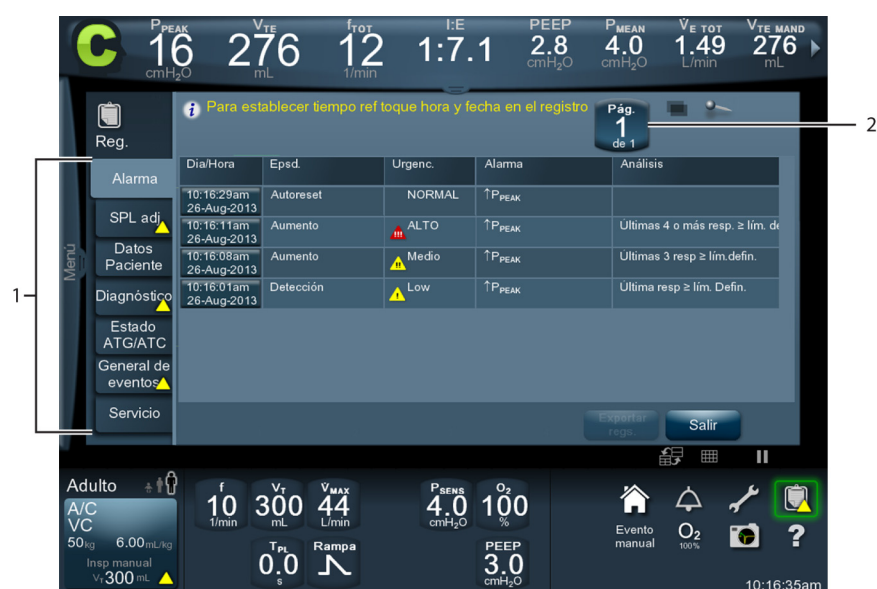 C
PPEAK
16
cmH2O
VTE
276
mL
fTOT
12
1/min
I:E
1:7.1
PEEP
2.8
cmH2O
PMEAN
4.0
cmH2O
V̇E TOT
1.49
L/min
VTE MAND
276
mL
Menú
Reg.
Para establecer tiempo ref toque hora y fecha en el registro
Pág.
1
de 1
2
1
Alarma
SPL adj
Datos
Paciente
Diagnóstico
Estado
ATG/ATC
General de
eventos
Servicio
Dia/Hora Epsd. Urgenc. Alarma Análisis
10:16:29am Autoreset NORMAL ↑PPEAK
26-Aug-2013
10:16:11am Aumento !!! ALTO ↑PPEAK Últimas 4 o más resp. ≥ lím. de
26-Aug-2013
10:16:08am Aumento !! Medio ↑PPEAK Últimas 3 resp ≥ lím.defin.
26-Aug-2013
10:16:01am Detección ! Low ↑PPEAK Última resp ≥ lím. Defin.
26-Aug-2013
Exportar
regs.
Salir
Adulto
A/C
VC
50kg 6.00mL/kg
Insp manual
VT300 mL
f
10
1/min
VT
300
mL
V̇MAX
44
L/min
PSENS
4.0
cmH2O
O2
100
%
TPL
0.0
s
Rampa
PEEP
3.0
cmH2O
Evento
manual
O2
100%
?
10:16:35am